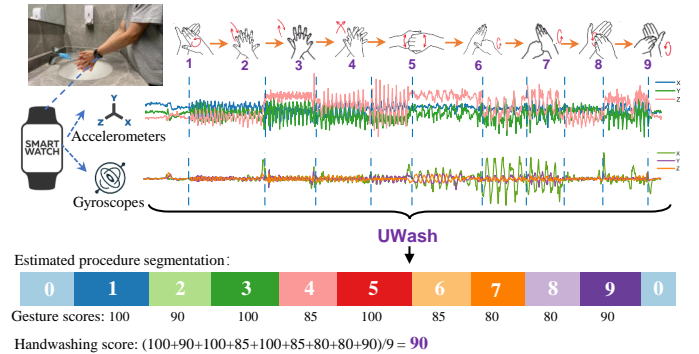 1 2 3 4 5 6 7 8 9
X
Y
Z
Y
Z X
Accelerometers
SMART
WATCH
Gyroscopes
X
Y
Z
UWash
Estimated procedure segmentation:
0 1 2 3 4 5 6 7 8 9 0
Gesture scores: 100 90 100 85 100 85 80 80 90
Handwashing score: (100+90+100+85+100+85+80+80+90)/9 = 90